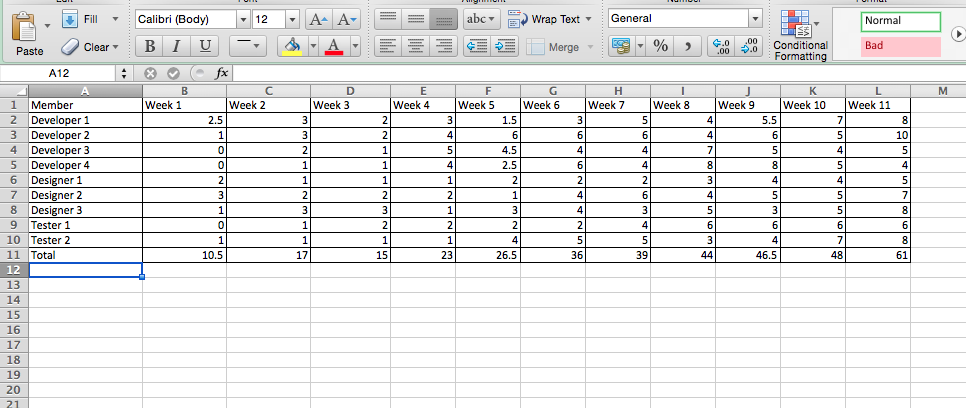 Edit Font Alignment Number Format
Fill Calibri (Body) 12 A A abc Wrap Text General Normal
Paste Clear B I U A Merge % , .0 .00 .00 .0 Conditional Formatting Bad
A12 fx
A B C D E F G H I J K L M
1 Member Week 1 Week 2 Week 3 Week 4 Week 5 Week 6 Week 7 Week 8 Week 9 Week 10 Week 11
2 Developer 1 2.5 3 2 3 1.5 3 5 4 5.5 7 8
3 Developer 2 1 3 2 4 6 6 6 4 6 5 10
4 Developer 3 0 2 1 5 4.5 4 4 7 5 4 5
5 Developer 4 0 1 1 4 2.5 6 4 8 8 5 4
6 Designer 1 2 1 1 1 2 2 2 3 4 4 5
7 Designer 2 3 2 2 2 1 4 6 4 5 5 7
8 Designer 3 1 3 3 1 3 4 3 5 3 5 8
9 Tester 1 0 1 2 2 2 2 4 6 6 6 6
10 Tester 2 1 1 1 1 4 5 5 3 4 7 8
11 Total 10.5 17 15 23 26.5 36 39 44 46.5 48 61
12
13
14
15
16
17
18
19
20
21